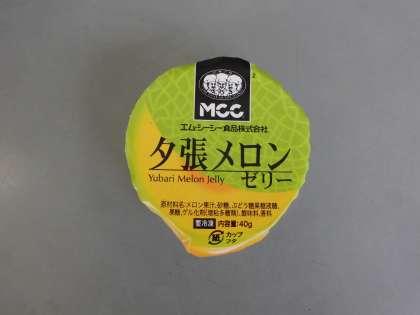 MCC
エム・シーシー食品株式会社
夕張メロン
Yubari Melon Jelly ゼリー
原材料名:メロン果汁、砂糖、ぶどう糖果糖液糖、
果糖、ゲル化剤(増粘多糖類)、酸味料、香料
要冷凍 内容量:40g
紙 カップ
フタ